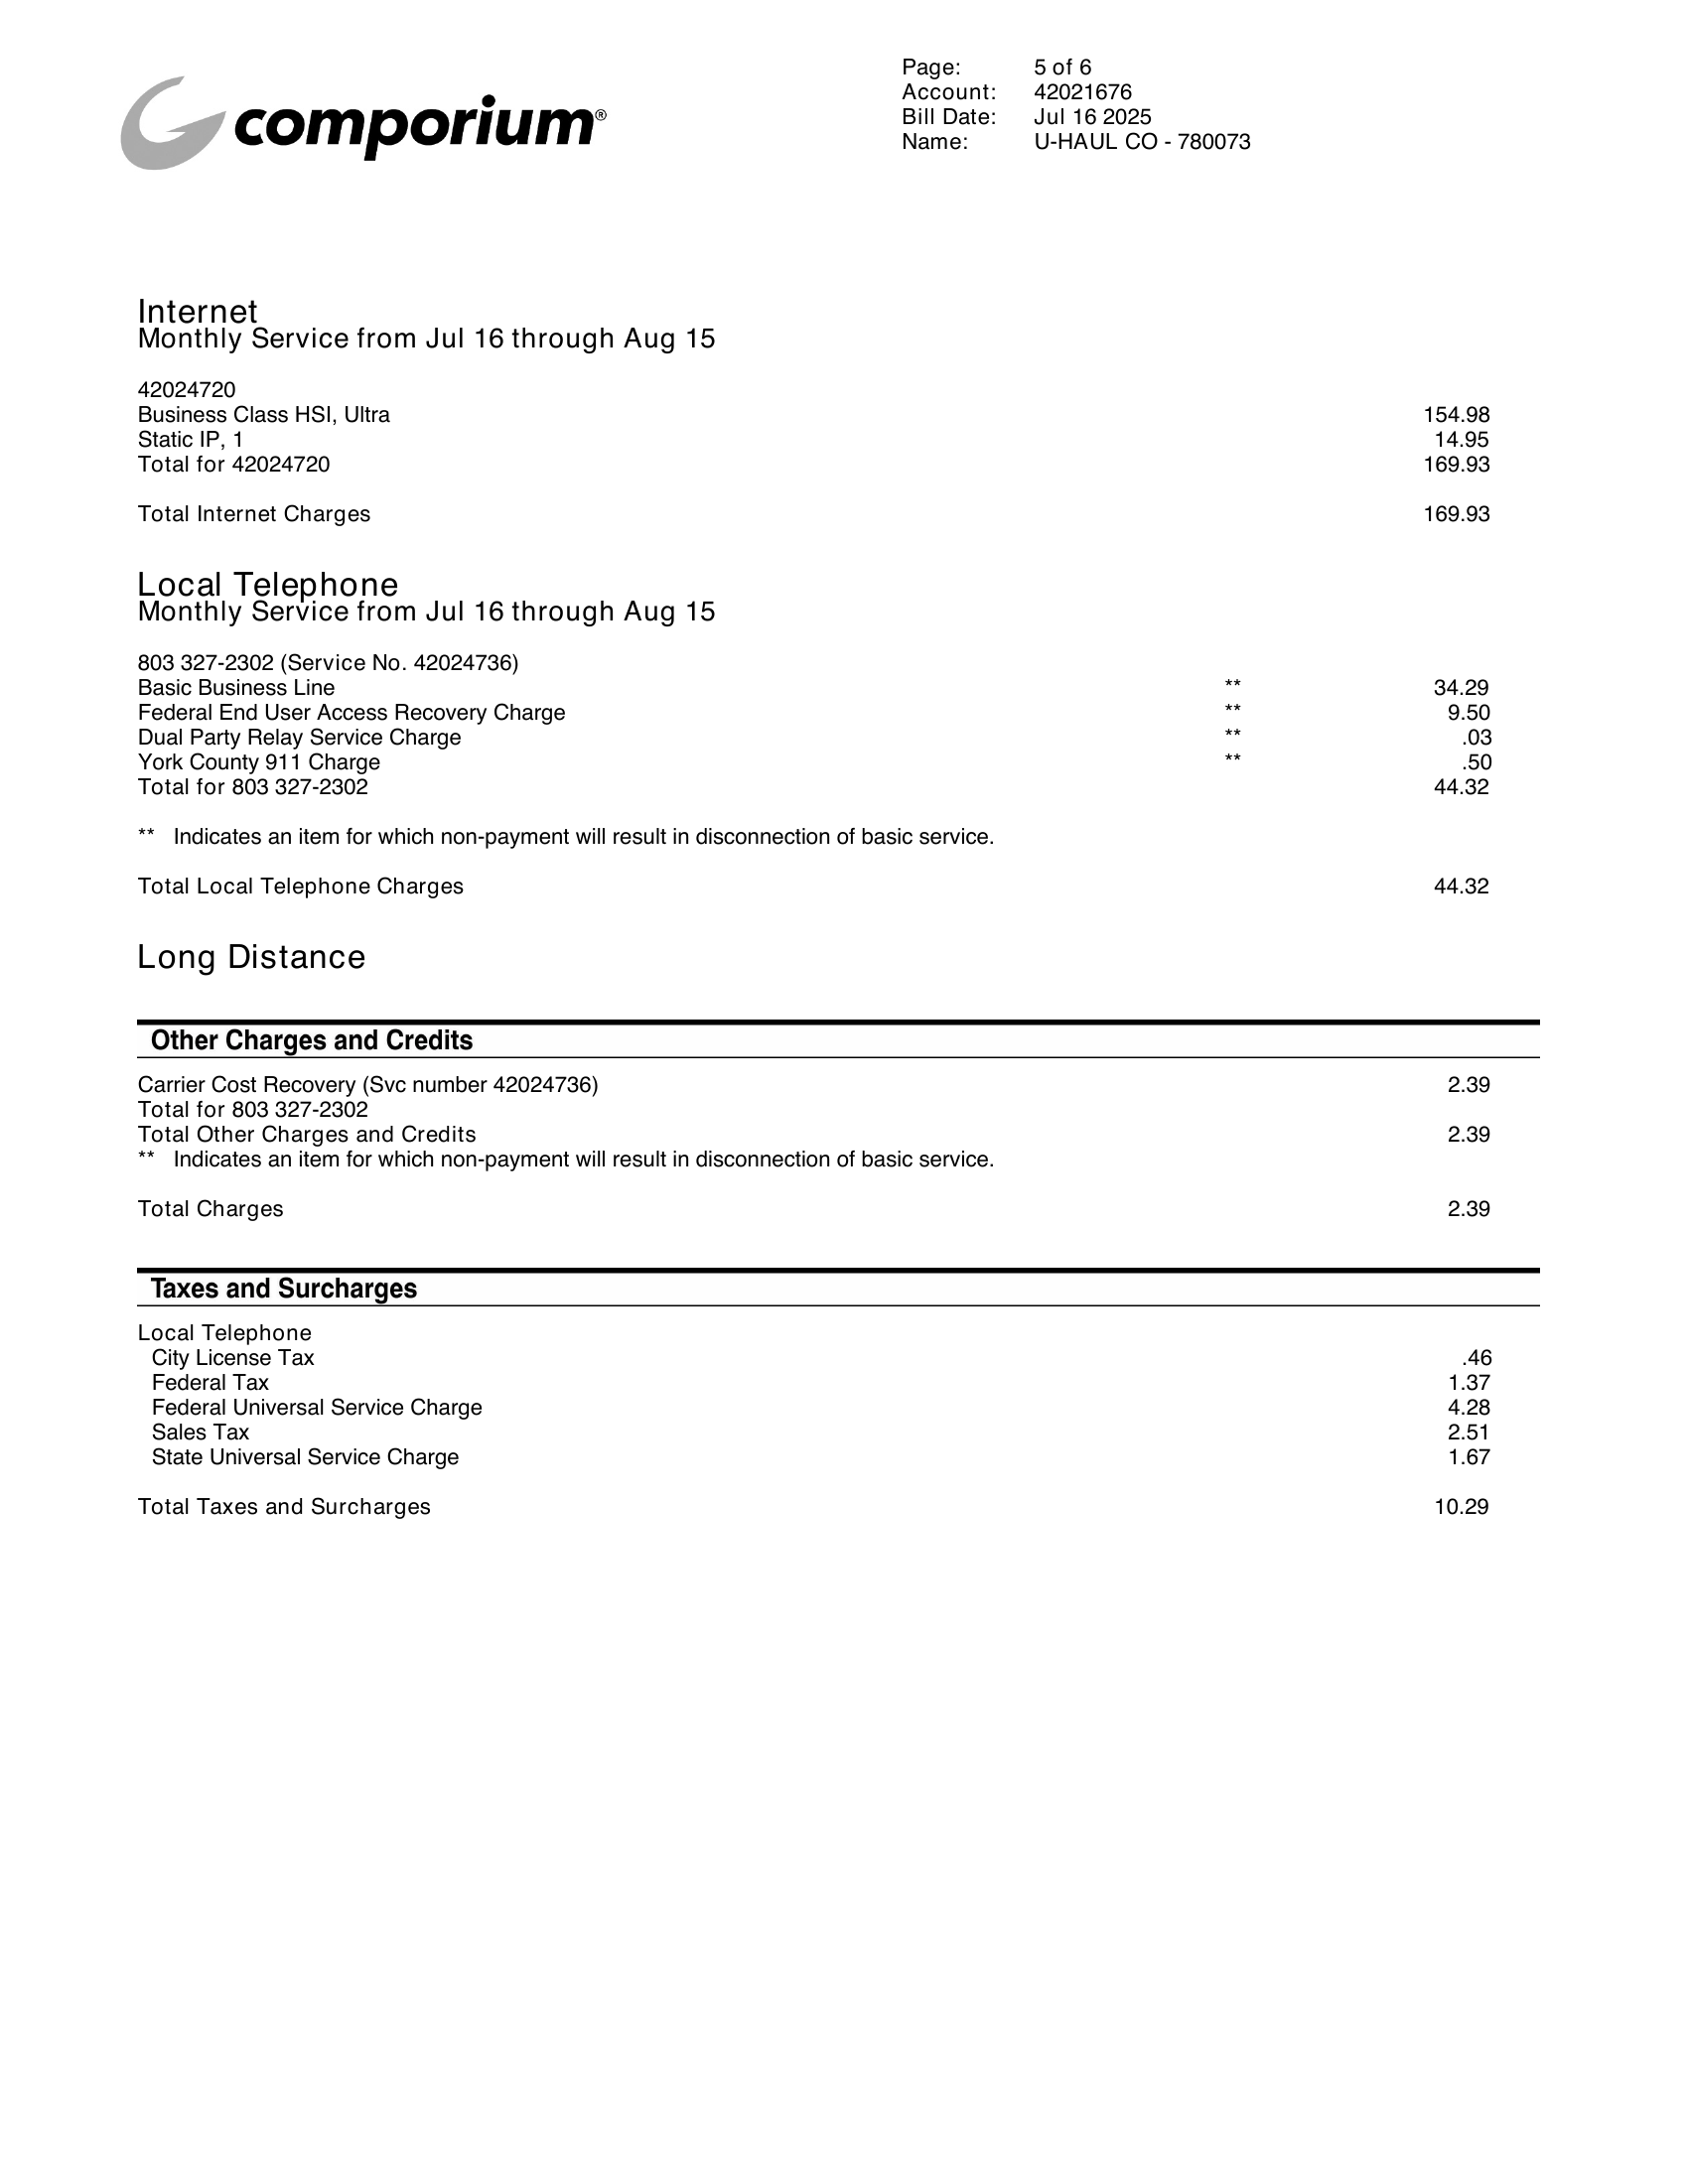 comporium®
Page: 5 of 6
Account: 42021676
Bill Date: Jul 16 2025
Name: U-HAUL CO - 780073
Internet
Monthly Service from Jul 16 through Aug 15
42024720
Business Class HSI, Ultra 154.98
Static IP, 1 14.95
Total for 42024720 169.93
Total Internet Charges 169.93
Local Telephone
Monthly Service from Jul 16 through Aug 15
803 327-2302 (Service No. 42024736)
Basic Business Line ** 34.29
Federal End User Access Recovery Charge ** 9.50
Dual Party Relay Service Charge ** .03
York County 911 Charge ** .50
Total for 803 327-2302 44.32
** Indicates an item for which non-payment will result in disconnection of basic service.
Total Local Telephone Charges 44.32
Long Distance
Other Charges and Credits
Carrier Cost Recovery (Svc number 42024736) 2.39
Total for 803 327-2302
Total Other Charges and Credits 2.39
** Indicates an item for which non-payment will result in disconnection of basic service.
Total Charges 2.39
Taxes and Surcharges
Local Telephone
City License Tax .46
Federal Tax 1.37
Federal Universal Service Charge 4.28
Sales Tax 2.51
State Universal Service Charge 1.67
Total Taxes and Surcharges 10.29